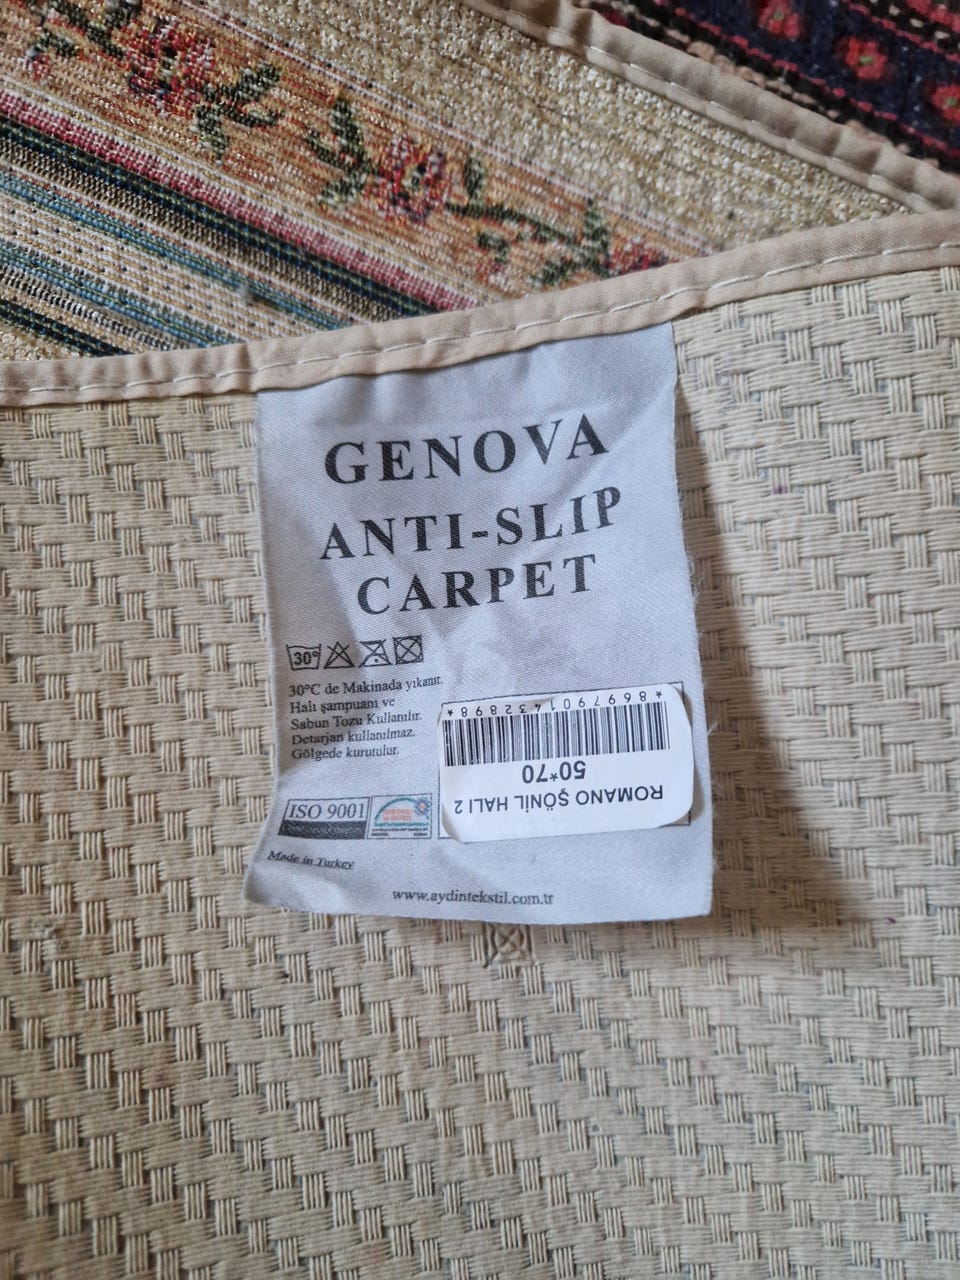 GENOVA
ANTI-SLIP
CARPET
30°
30°C de Makinada yıkanır.
Halı şampuanı ve
Sabun Tozu Kullanılır.
Detarjan kullanılmaz.
Gölgede kurutulur.
ROMANO ŞÖNİL HALI 2
50*70
* 8697901432898 *
ISO 9001
Made in Turkey
www.aydintekstil.com.tr